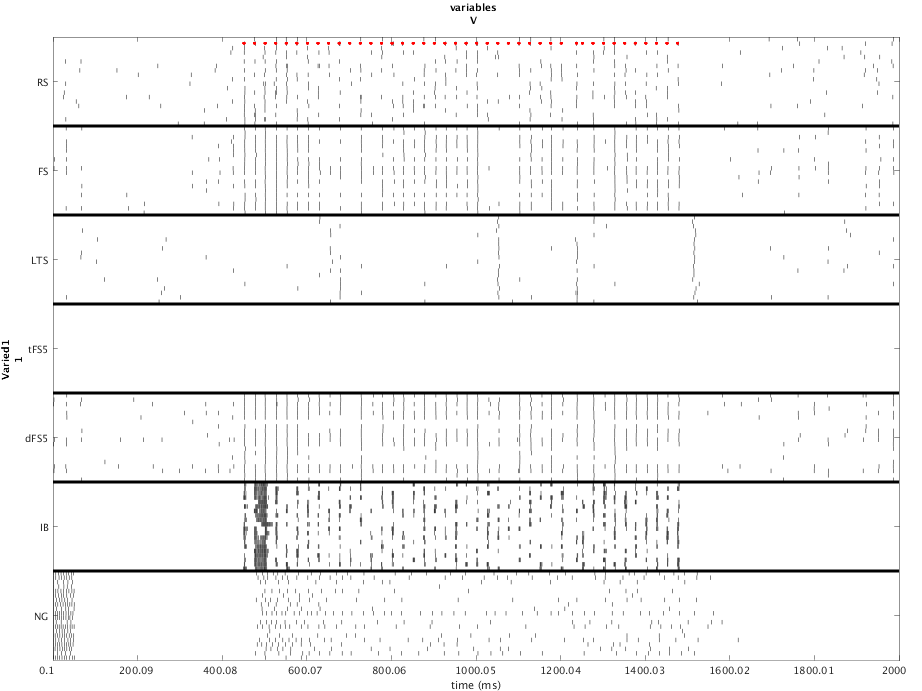 variables
V
RS
FS
LTS
tFS5
dFS5
IB
NG
Varied1
1
0.1 200.09 400.08 600.07 800.06 1000.05 1200.04 1400.03 1600.02 1800.01 2000
time (ms)